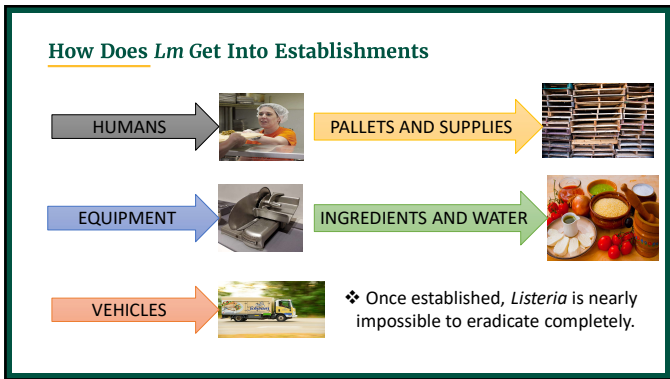 How Does Lm Get Into Establishments
HUMANS
PALLETS AND SUPPLIES
EQUIPMENT
INGREDIENTS AND WATER
VEHICLES
❖ Once established, Listeria is nearly
impossible to eradicate completely.